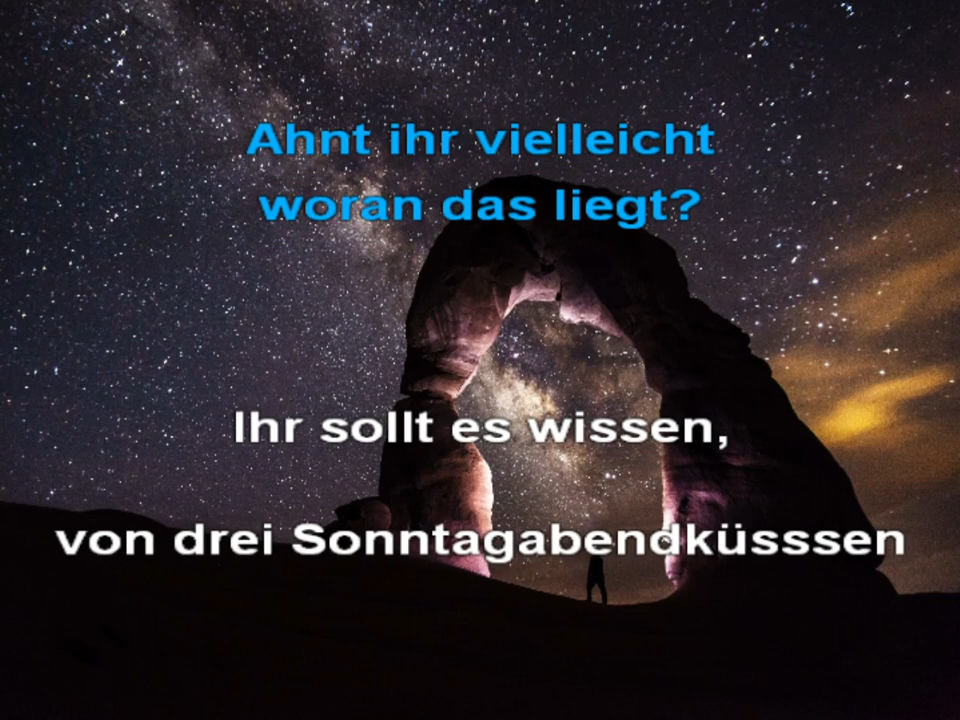 Ahnt ihr vielleicht
woran das liegt?
Ihr sollt es wissen,
von drei Sonntagabendküsssen